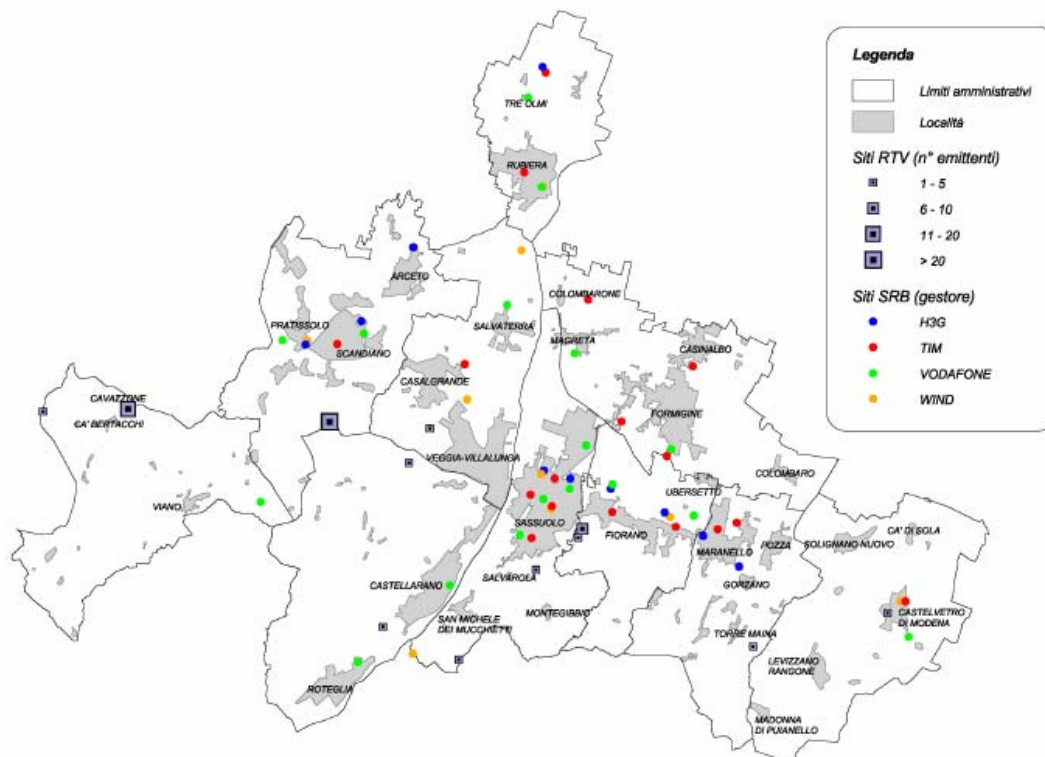 Legenda
Limiti amministrativi
Località
Siti RTV (n° emittenti)
1 - 5
6 - 10
11 - 20
> 20
Siti SRB (gestore)
H3G
TIM
VODAFONE
WIND
TRE OLMI
RUBIERA
ARCETO
COLOMBARONE
PRATISSOLO
SCANDIANO
SALVATERRA
MAGRETA
CASINALBO
CASALGRANDE
CAVAZZONE
CA' BERTACCHI
FORMIGINE
VEGGIA-VILLALUNGA
COLOMBARO
VIANO
UBERSETTO
SASSUOLO
FIORANO
CA' DI SOLA
SOLIGNANO NUOVO
MARANELLO
POZZA
SALVAROLA
CASTELLARANO
GORZANO
MONTEGIBBIO
CASTELVETRO
DI MODENA
SAN MICHELE
DEI MUCCHIETTI
TORRE MAINA
LEVIZZANO
RANGONE
ROTEGLIA
MADONNA
DI PUIANELLO